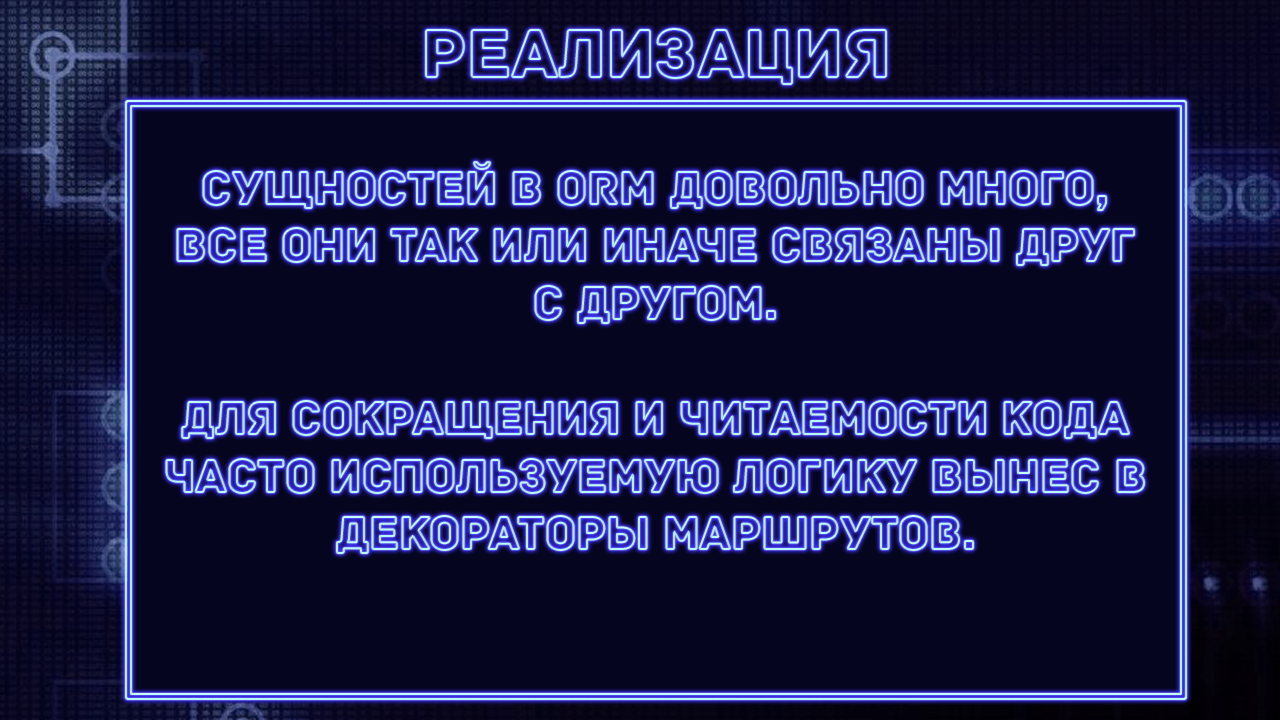 РЕАЛИЗАЦИЯ
СУЩНОСТЕЙ В ORM ДОВОЛЬНО МНОГО,
ВСЕ ОНИ ТАК ИЛИ ИНАЧЕ СВЯЗАНЫ ДРУГ
С ДРУГОМ.
ДЛЯ СОКРАЩЕНИЯ И ЧИТАЕМОСТИ КОДА
ЧАСТО ИСПОЛЬЗУЕМУЮ ЛОГИКУ ВЫНЕС В
ДЕКОРАТОРЫ МАРШРУТОВ.